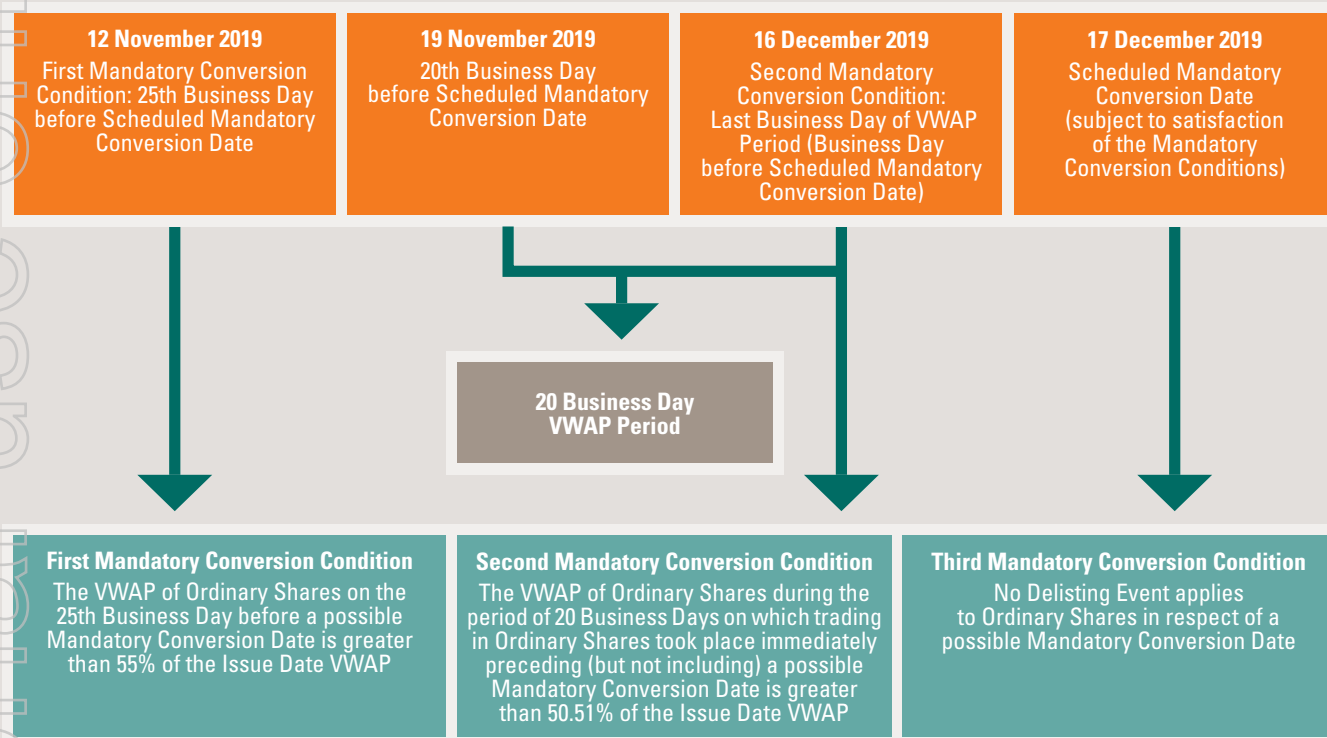 12 November 2019
First Mandatory Conversion
Condition: 25th Business Day
before Scheduled Mandatory
Conversion Date
19 November 2019
20th Business Day
before Scheduled Mandatory
Conversion Date
16 December 2019
Second Mandatory
Conversion Condition:
Last Business Day of VWAP
Period (Business Day
before Scheduled Mandatory
Conversion Date)
17 December 2019
Scheduled Mandatory
Conversion Date
(subject to satisfaction
of the Mandatory
Conversion Conditions)
20 Business Day
VWAP Period
First Mandatory Conversion Condition
The VWAP of Ordinary Shares on the
25th Business Day before a possible
Mandatory Conversion Date is greater
than 55% of the Issue Date VWAP
Second Mandatory Conversion Condition
The VWAP of Ordinary Shares during the
period of 20 Business Days on which trading
in Ordinary Shares took place immediately
preceding (but not including) a possible
Mandatory Conversion Date is greater
than 50.51% of the Issue Date VWAP
Third Mandatory Conversion Condition
No Delisting Event applies
to Ordinary Shares in respect of a
possible Mandatory Conversion Date